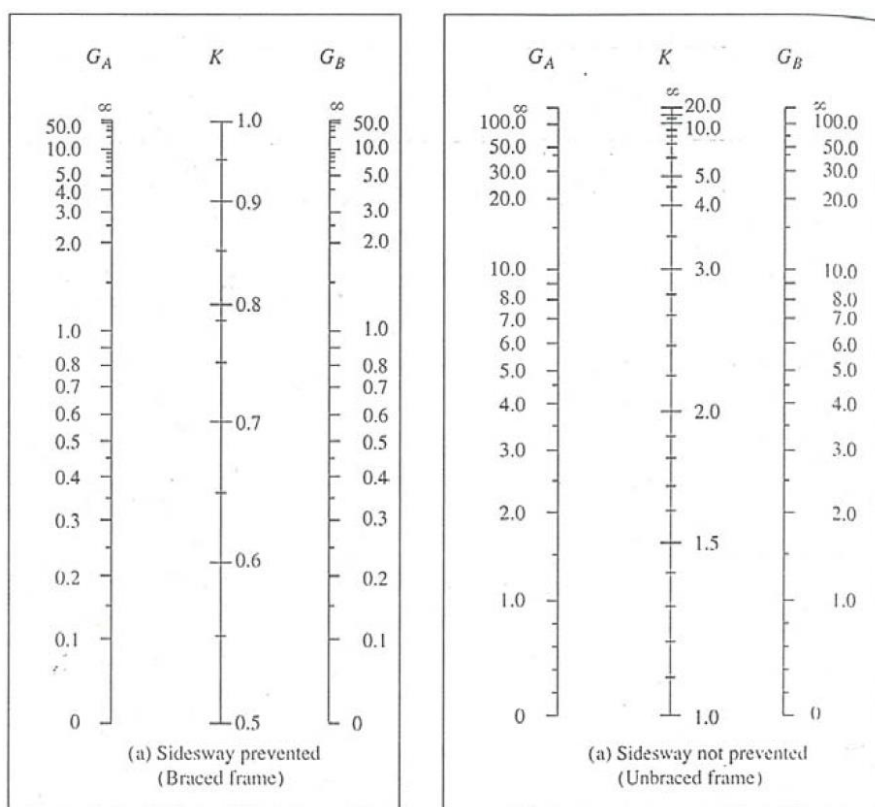 G_A K G_B
∞ ∞
50.0 1.0 50.0
10.0 10.0
5.0 5.0
4.0
0.9
3.0 3.0
2.0 2.0
0.8
1.0 1.0
0.8 0.8
0.7 0.7
0.6 0.6
0.7
0.5 0.5
0.4 0.4
0.3 0.3
0.6
0.2 0.2
0.1 0.1
0 0.5 0
(a) Sidesway prevented
(Braced frame)
G_A K G_B
∞
∞ 20.0 ∞
100.0 10.0 100.0
50.0 50.0
30.0 5.0 30.0
20.0 4.0 20.0
10.0 3.0 10.0
8.0 8.0
7.0 7.0
6.0 6.0
5.0 5.0
4.0 2.0 4.0
3.0 3.0
2.0 2.0
1.5
1.0 1.0
0 1.0 0
(a) Sidesway not prevented
(Unbraced frame)